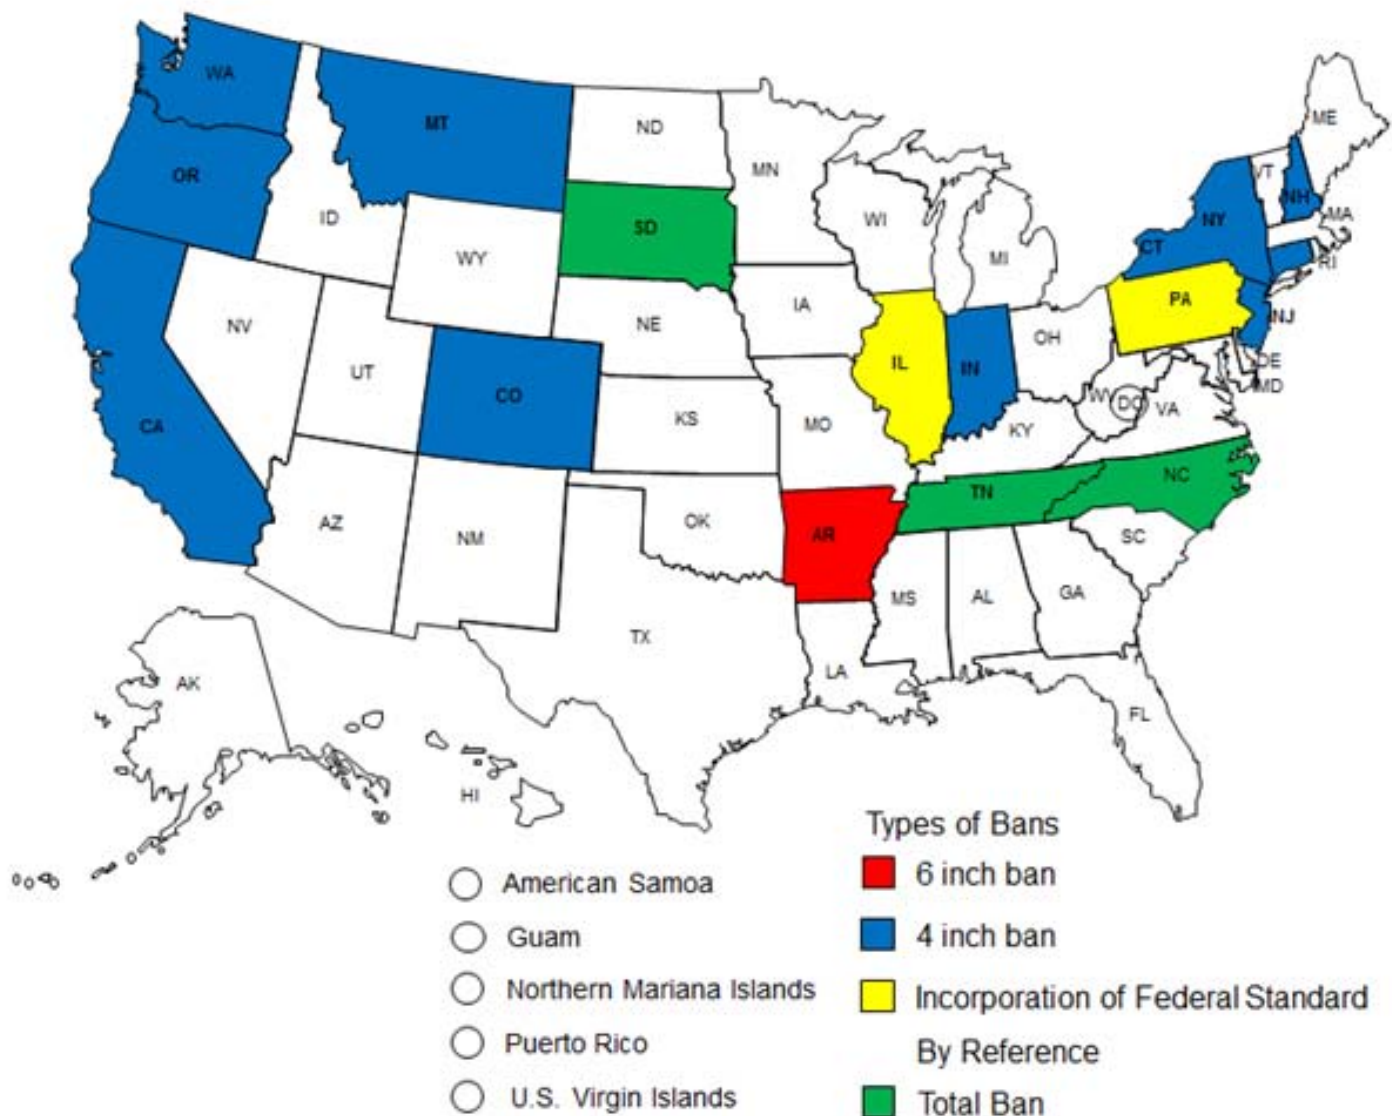 WA
MT
ND
MN
ME
OR
ID
SD
WI
MI
VT
NH
MA
NY
CT
RI
WY
IA
NE
PA
NJ
NV
UT
CO
IL
IN
OH
DE
MD
CA
KS
MO
WV
DC
VA
KY
AZ
NM
OK
AR
TN
NC
SC
MS
AL
GA
TX
LA
FL
AK
HI
Types of Bans
6 inch ban
4 inch ban
Incorporation of Federal Standard
By Reference
Total Ban
American Samoa
Guam
Northern Mariana Islands
Puerto Rico
U.S. Virgin Islands